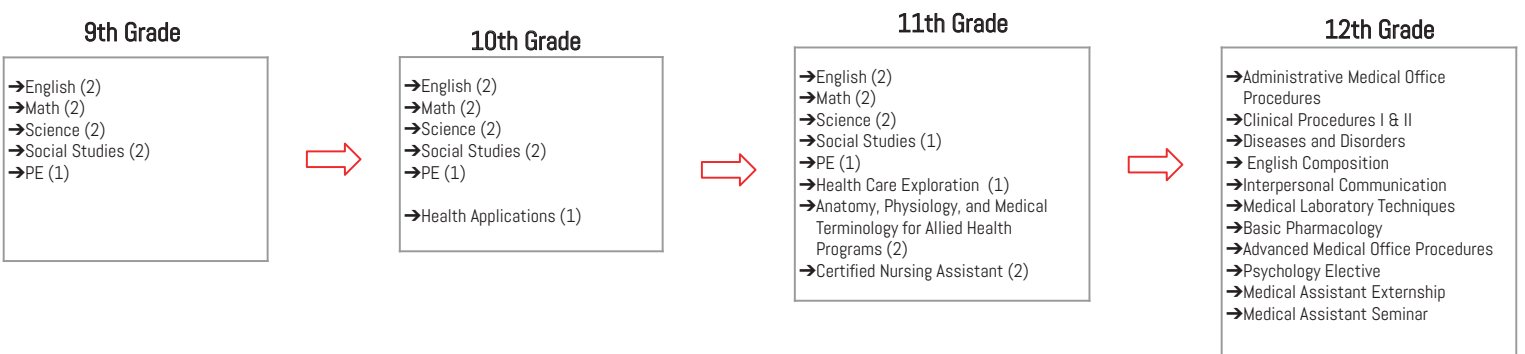 9th Grade
➔English (2)
➔Math (2)
➔Science (2)
➔Social Studies (2)
➔PE (1)
10th Grade
➔English (2)
➔Math (2)
➔Science (2)
➔Social Studies (2)
➔PE (1)
➔Health Applications (1)
11th Grade
➔English (2)
➔Math (2)
➔Science (2)
➔Social Studies (1)
➔PE (1)
➔Health Care Exploration (1)
➔Anatomy, Physiology, and Medical
Terminology for Allied Health
Programs (2)
➔Certified Nursing Assistant (2)
12th Grade
➔Administrative Medical Office
Procedures
➔Clinical Procedures I & II
➔Diseases and Disorders
➔ English Composition
➔Interpersonal Communication
➔Medical Laboratory Techniques
➔Basic Pharmacology
➔Advanced Medical Office Procedures
➔Psychology Elective
➔Medical Assistant Externship
➔Medical Assistant Seminar